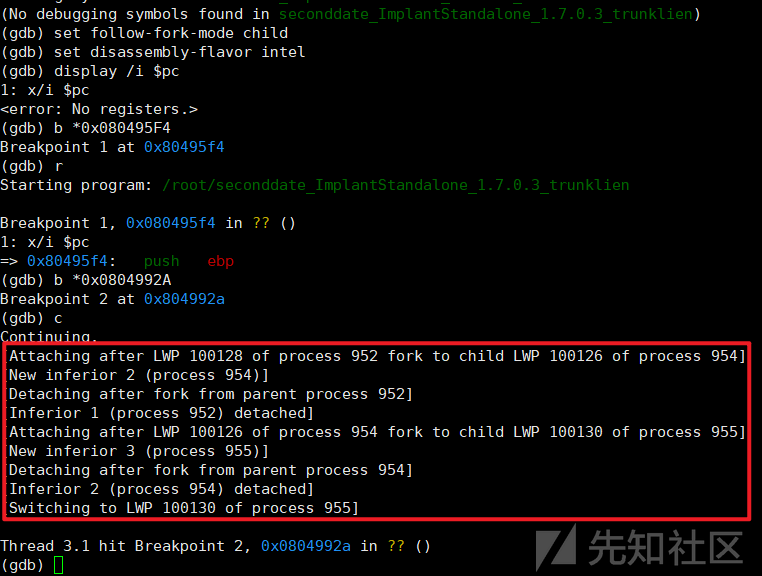 (No debugging symbols found in seconddate_ImplantStandalone_1.7.0.3_trunklien)
(gdb) set follow-fork-mode child
(gdb) set disassembly-flavor intel
(gdb) display /i $pc
1: x/i $pc
<error: No registers.>
(gdb) b *0x080495F4
Breakpoint 1 at 0x80495f4
(gdb) r
Starting program: /root/seconddate_ImplantStandalone_1.7.0.3_trunklien
Breakpoint 1, 0x080495f4 in ?? ()
1: x/i $pc
=> 0x80495f4: push ebp
(gdb) b *0x0804992A
Breakpoint 2 at 0x804992a
(gdb) c
Continuing.
[Attaching after LWP 100128 of process 952 fork to child LWP 100126 of process 954]
[New inferior 2 (process 954)]
[Detaching after fork from parent process 952]
[Inferior 1 (process 952) detached]
[Attaching after LWP 100126 of process 954 fork to child LWP 100130 of process 955]
[New inferior 3 (process 955)]
[Detaching after fork from parent process 954]
[Inferior 2 (process 954) detached]
[Switching to LWP 100130 of process 955]
Thread 3.1 hit Breakpoint 2, 0x0804992a in ?? ()
(gdb)
先知社区